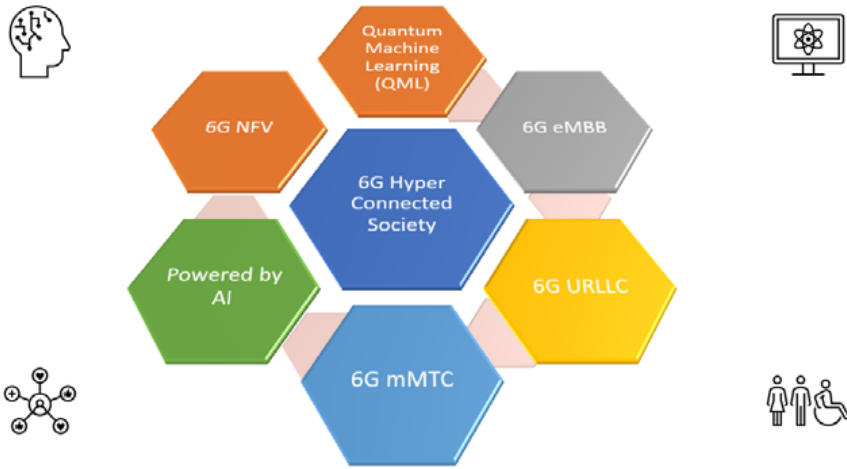 Quantum
Machine
Learning
(QML)
6G NFV
6G eMBB
6G Hyper
Connected
Society
Powered by
AI
6G URLLC
6G mMTC